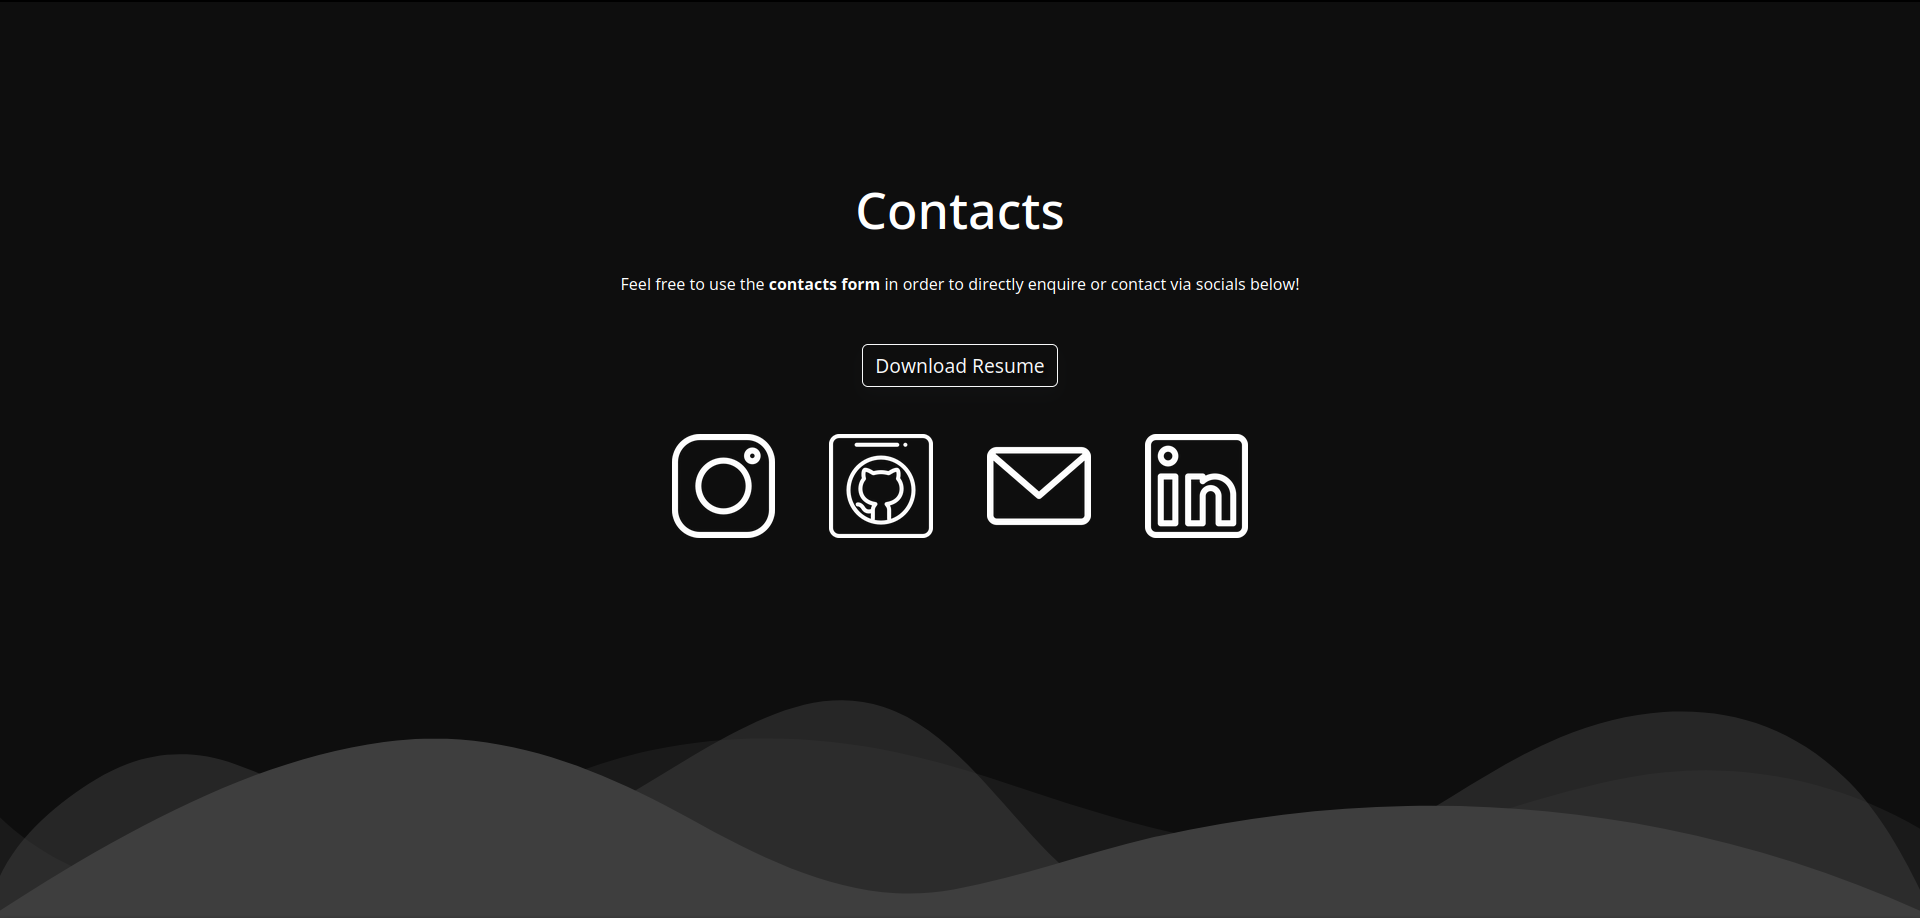 Contacts
Feel free to use the contacts form in order to directly enquire or contact via socials below!
Download Resume
in